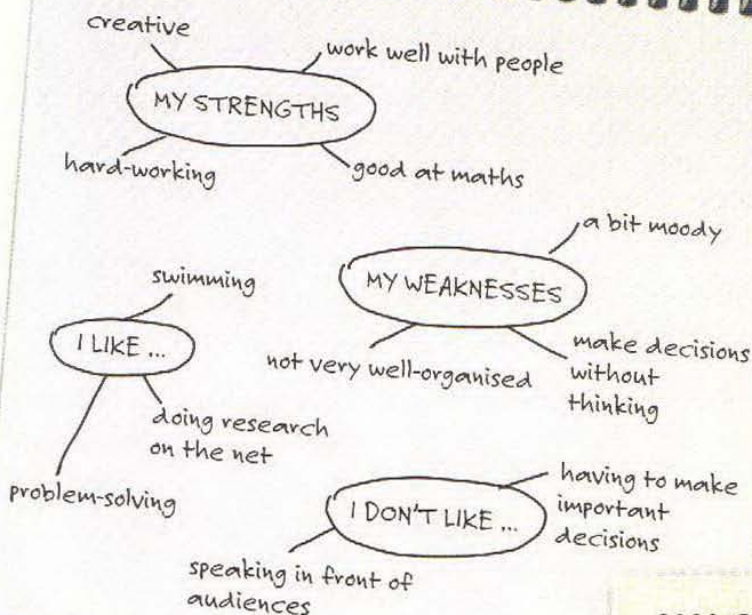 creative
work well with people
MY STRENGTHS
hard-working
good at maths
a bit moody
MY WEAKNESSES
not very well-organised
make decisions
without
thinking
swimming
I LIKE ...
doing research
on the net
problem-solving
having to make
important
decisions
I DON'T LIKE ...
speaking in front of
audiences